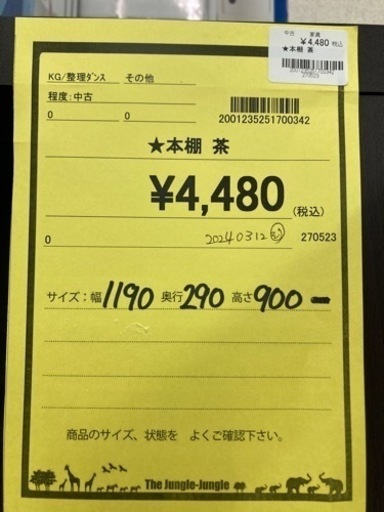 中古 家具
¥4,480 税込
★本棚 茶
2001235251700342
270523
KG/整理ﾀﾞﾝｽ その他
程度:中古
0 0
2001235251700342
★本棚 茶
¥4,480
(税込)
0 20240312 270523
サイズ:幅1190 奥行290 高さ900
商品のサイズ、状態を よくご確認下さい。
The Jungle-Jungle